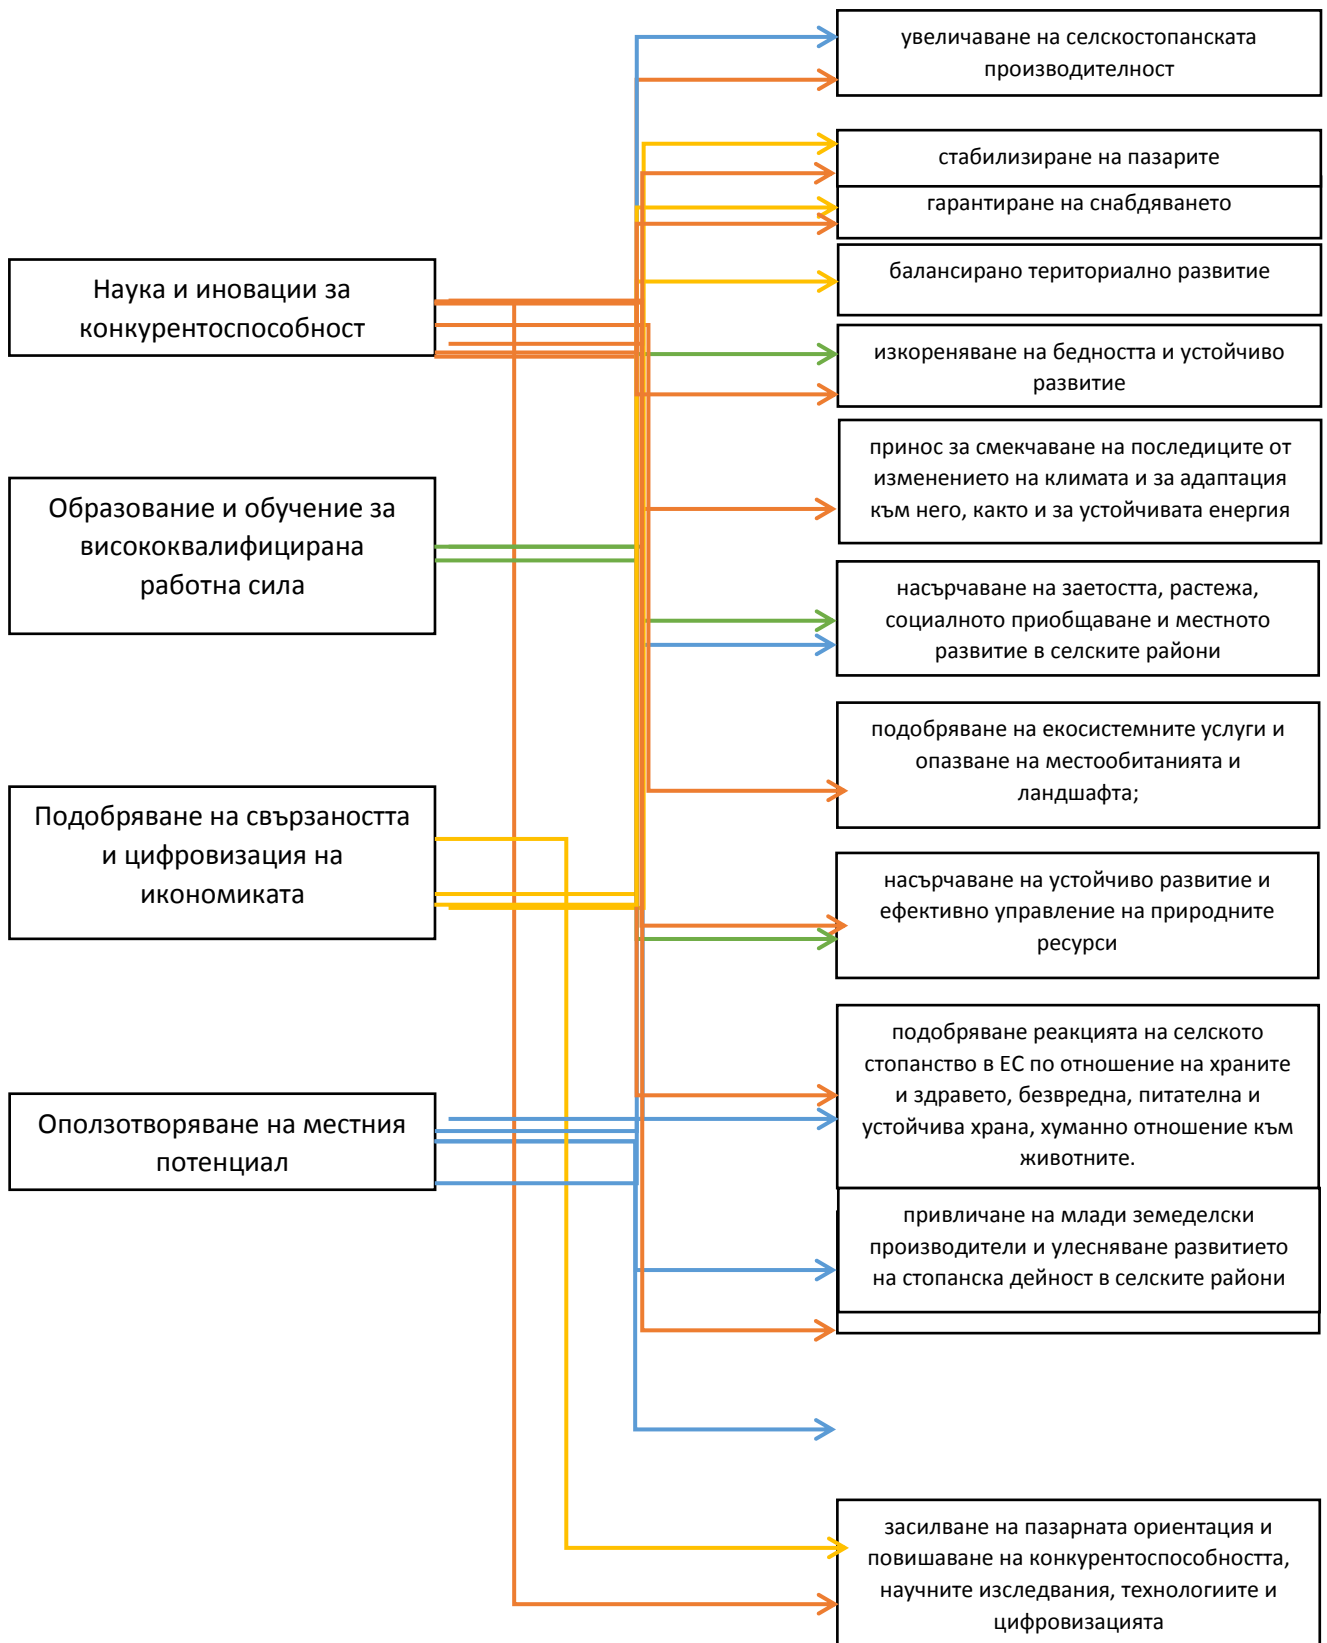 Наука и иновации за
конкурентоспособност
Образование и обучение за
висококвалифицирана
работна сила
Подобряване на свързаността
и цифровизация на
икономиката
Оползотворяване на местния
потенциал
увеличаване на селскостопанската
производителност
стабилизиране на пазарите
гарантиране на снабдяването
балансирано териториално развитие
изкореняване на бедността и устойчиво
развитие
принос за смекчаване на последиците от
изменението на климата и за адаптация
към него, както и за устойчивата енергия
насърчаване на заетостта, растежа,
социалното приобщаване и местното
развитие в селските райони
подобряване на екосистемните услуги и
опазване на местообитанията и
ландшафта;
насърчаване на устойчиво развитие и
ефективно управление на природните
ресурси
подобряване реакцията на селското
стопанство в ЕС по отношение на храните
и здравето, безвредна, питателна и
устойчива храна, хуманно отношение към
животните.
привличане на млади земеделски
производители и улесняване развитието
на стопанска дейност в селските райони
засилване на пазарната ориентация и
повишаване на конкурентоспособността,
научните изследвания, технологиите и
цифровизацията